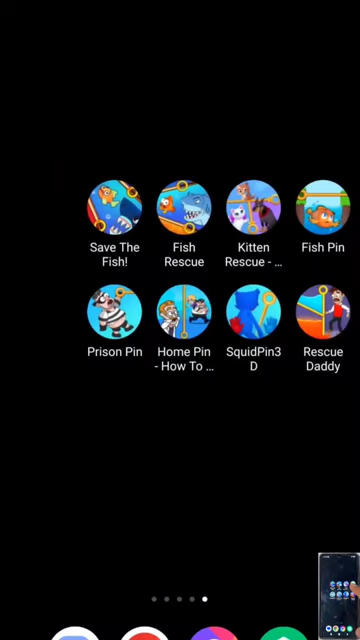 Save The
Fish!
Fish
Rescue
Kitten
Rescue - ...
Fish Pin
Prison Pin
Home Pin
- How To ...
SquidPin3
D
Rescue
Daddy